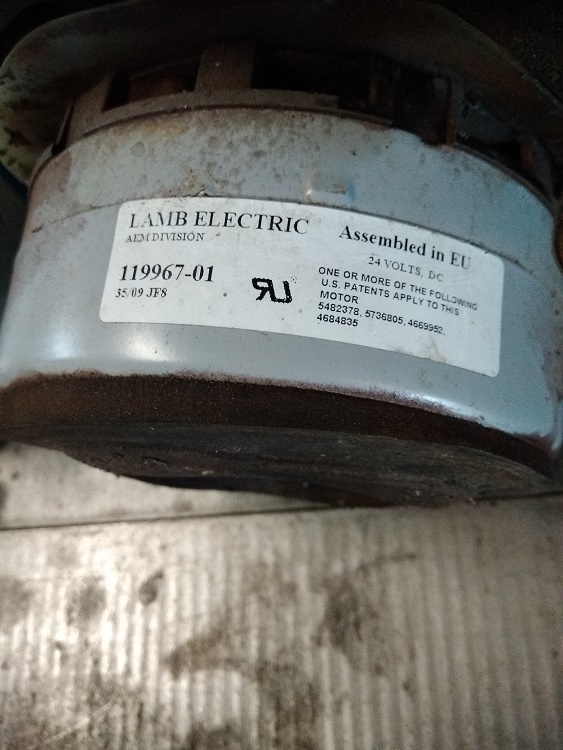 LAMB ELECTRIC
AEM DIVISION
119967-01
35/09 JF8
Assembled in EU
24 VOLTS, DC
ONE OR MORE OF THE FOLLOWING
U.S. PATENTS APPLY TO THIS
MOTOR
5482378, 5736805, 4669952,
4684835